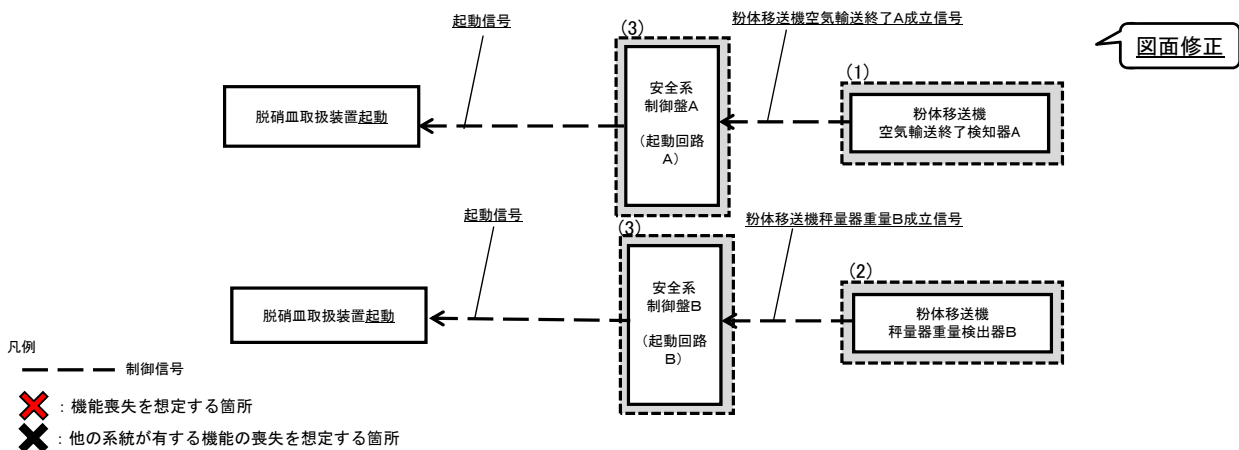 起動信号
(3)
粉体移送機空気輸送終了A成立信号
図面修正
脱硝皿取扱装置起動
安全系
制御盤A
(起動回路
A)
(1)
粉体移送機
空気輸送終了検知器A
起動信号
(3)
粉体移送機秤量器重量B成立信号
脱硝皿取扱装置起動
安全系
制御盤B
(起動回路
B)
(2)
粉体移送機
秤量器重量検出器B
凡例
制御信号
：機能喪失を想定する箇所
：他の系統が有する機能の喪失を想定する箇所